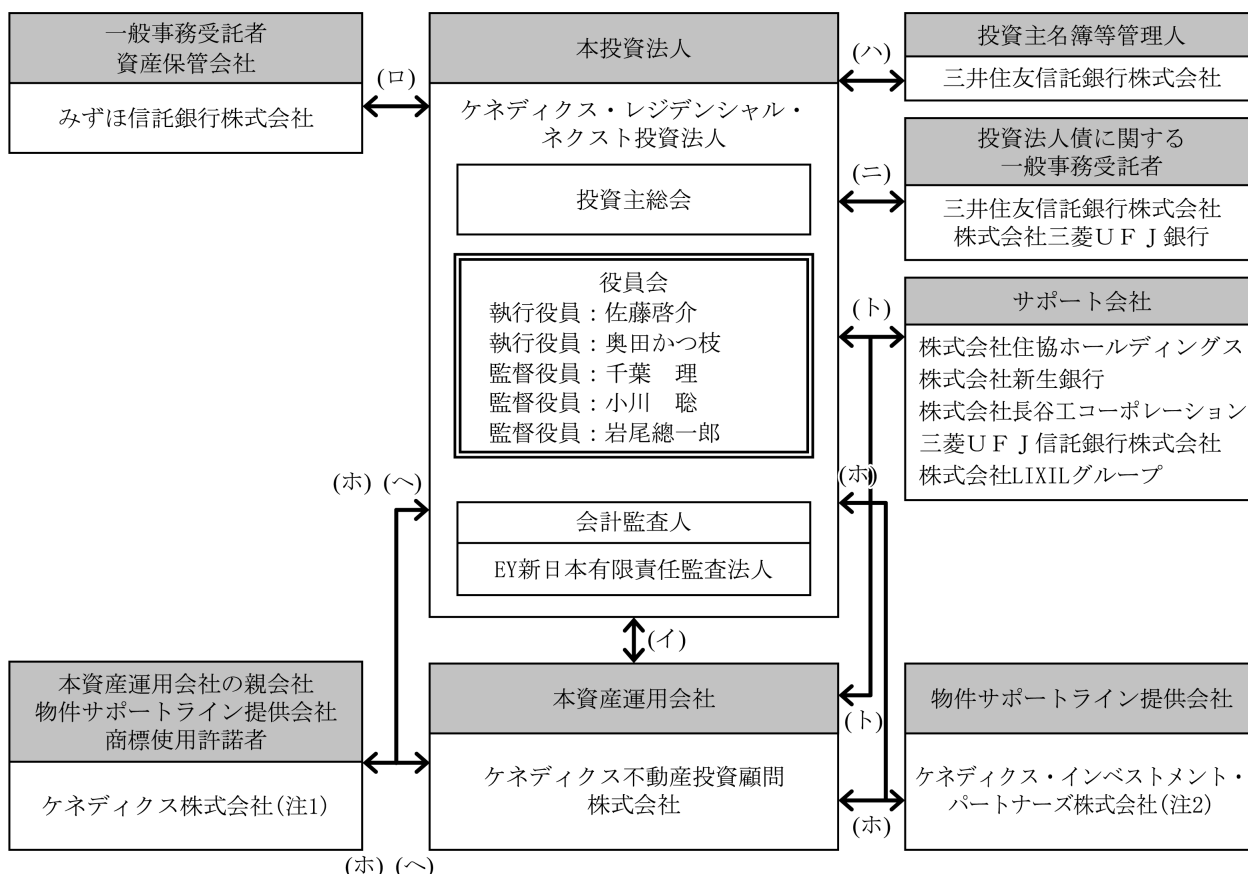 一般事務受託者
資産保管会社
みずほ信託銀行株式会社
(ロ)
本投資法人
ケネディクス・レジデンシャル・
ネクスト投資法人
投資主総会
役員会
執行役員：佐藤啓介
執行役員：奥田かつ枝
監督役員：千葉　理
監督役員：小川　聡
監督役員：岩尾總一郎
会計監査人
EY新日本有限責任監査法人
(ハ)
投資主名簿等管理人
三井住友信託銀行株式会社
(ニ)
投資法人債に関する
一般事務受託者
三井住友信託銀行株式会社
株式会社三菱ＵＦＪ銀行
(ト)
サポート会社
株式会社住協ホールディングス
株式会社新生銀行
株式会社長谷工コーポレーション
三菱ＵＦＪ信託銀行株式会社
株式会社LIXILグループ
(ホ) (ヘ)
(ホ)
(イ)
本資産運用会社の親会社
物件サポートライン提供会社
商標使用許諾者
ケネディクス株式会社(注1)
(ホ) (ヘ)
本資産運用会社
ケネディクス不動産投資顧問
株式会社
(ト)
(ホ)
物件サポートライン提供会社
ケネディクス・インベストメント・
パートナーズ株式会社(注2)